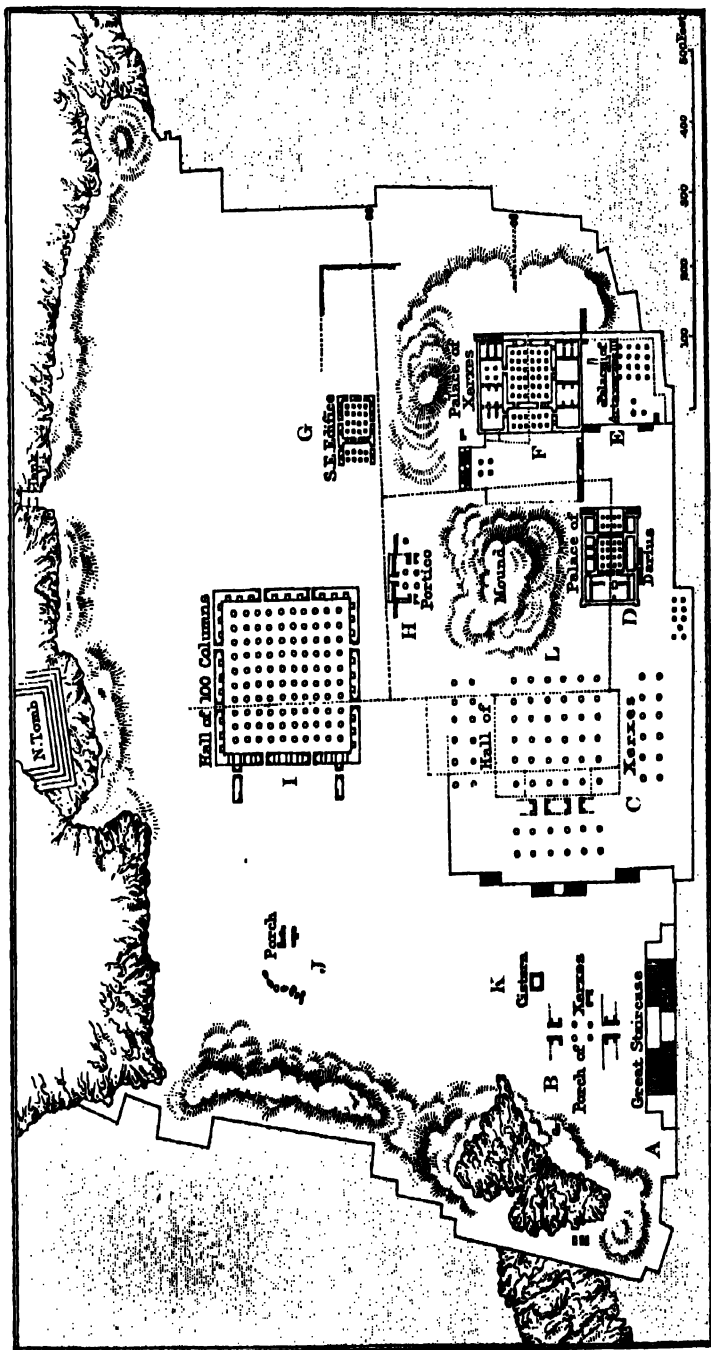 N. Tomb
Hall of 100 Columns
I
G
S.E. Edifice
H
Portico
Mound
Palace of
Xerxes
F
Palace of
Darius
D
E
L
Hall of
Xerxes
C
Porch
J
K
Cistern
B
Porch of Xerxes
Great Staircase
A
100
200
300
400
500 Feet